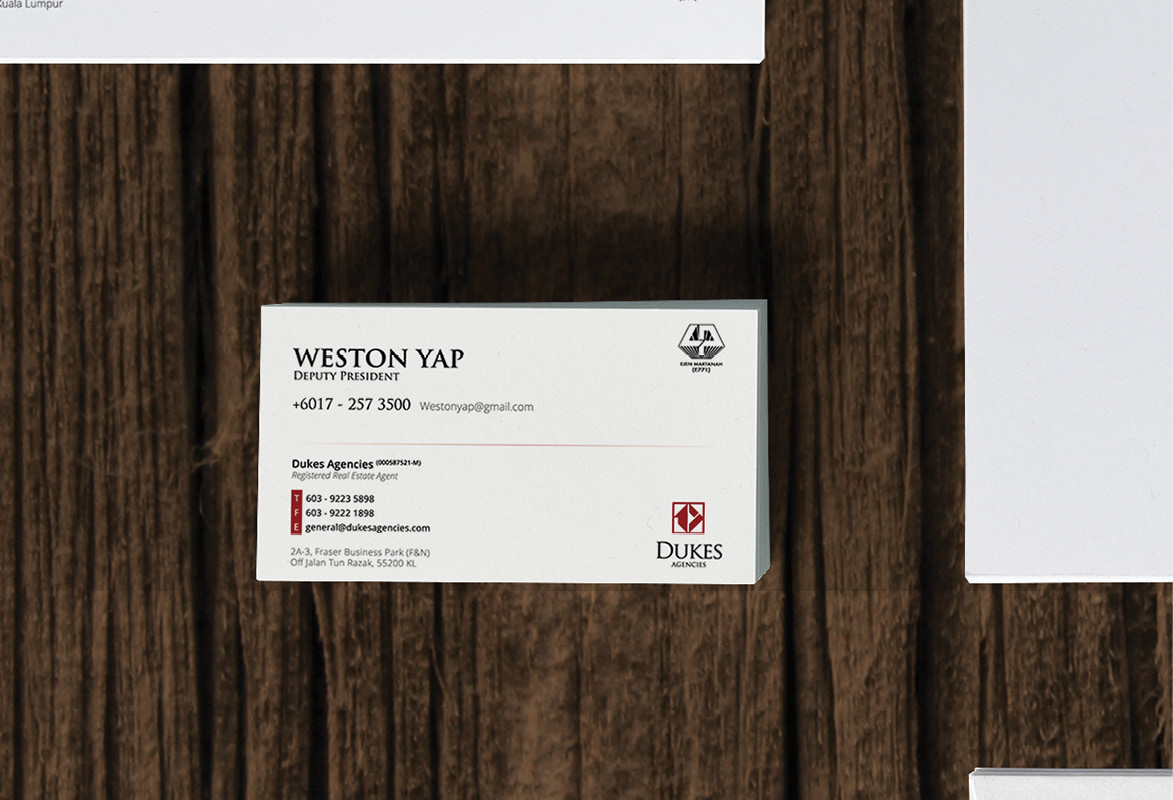 Kuala Lumpur
WESTON YAP
DEPUTY PRESIDENT
+6017 - 257 3500 Westonyap@gmail.com
EJEN HARTANAH
(E771)
Dukes Agencies (000587521-M)
Registered Real Estate Agent
T 603 - 9223 5898
F 603 - 9222 1898
E general@dukesagencies.com
2A-3, Fraser Business Park (F&N)
Off Jalan Tun Razak, 55200 KL
DUKES
AGENCIES